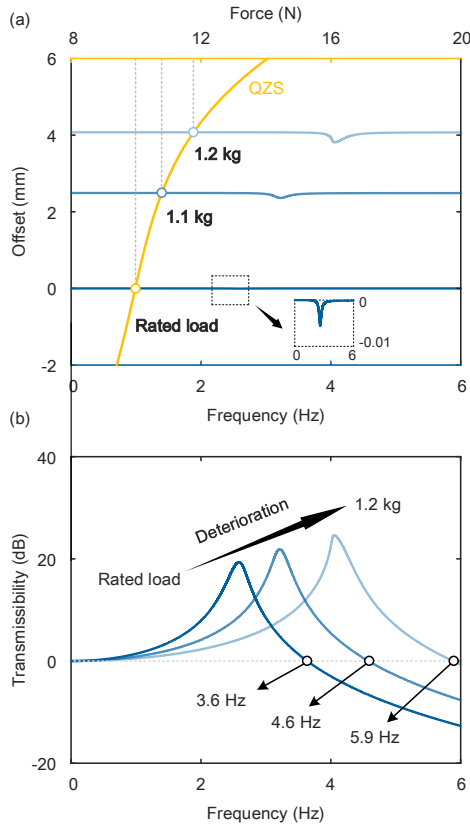 (a)
Force (N)
8 12 16 20
6
4
2
0
-2
Offset (mm)
QZS
1.2 kg
1.1 kg
Rated load
0
-0.01
0 6
0 2 4 6
Frequency (Hz)
(b)
40
20
0
-20
Transmissibility (dB)
Deterioration
1.2 kg
Rated load
3.6 Hz
4.6 Hz
5.9 Hz
0 2 4 6
Frequency (Hz)